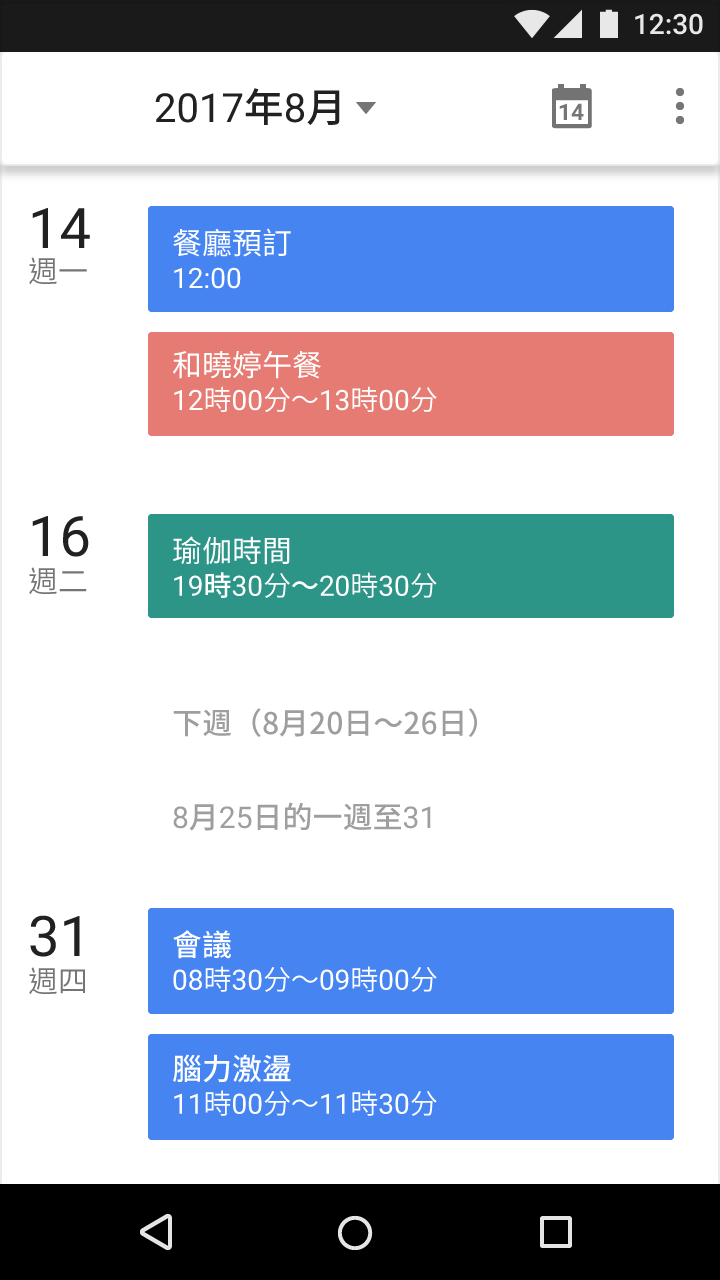 12:30
2017年8月
14
14
週一
餐廳預訂
12:00
和曉婷午餐
12時00分～13時00分
16
週二
瑜伽時間
19時30分～20時30分
下週（8月20日～26日）
8月25日的一週至31
31
週四
會議
08時30分～09時00分
腦力激盪
11時00分～11時30分